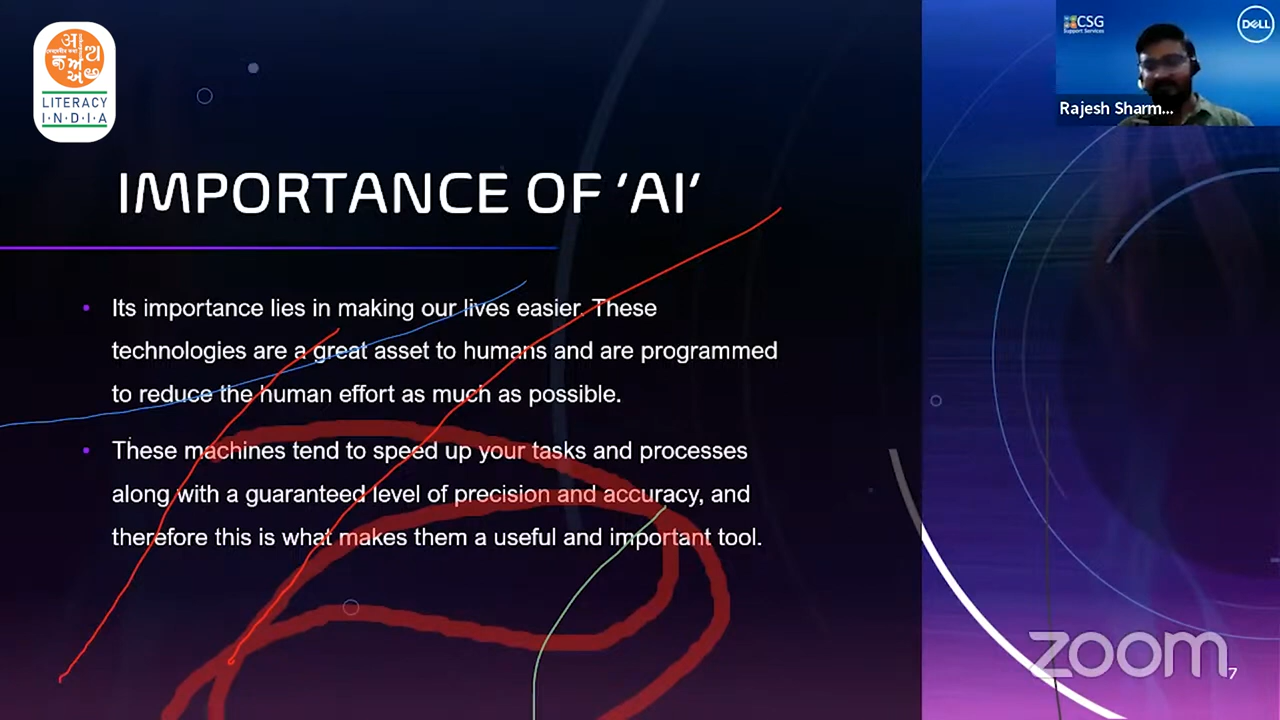 LITERACY
I·N·D·I·A
CSG
Support Services
DELL
Rajesh Sharm...
IMPORTANCE OF 'AI'
• Its importance lies in making our lives easier. These
technologies are a great asset to humans and are programmed
to reduce the human effort as much as possible.
• These machines tend to speed up your tasks and processes
along with a guaranteed level of precision and accuracy, and
therefore this is what makes them a useful and important tool.
zoom
7